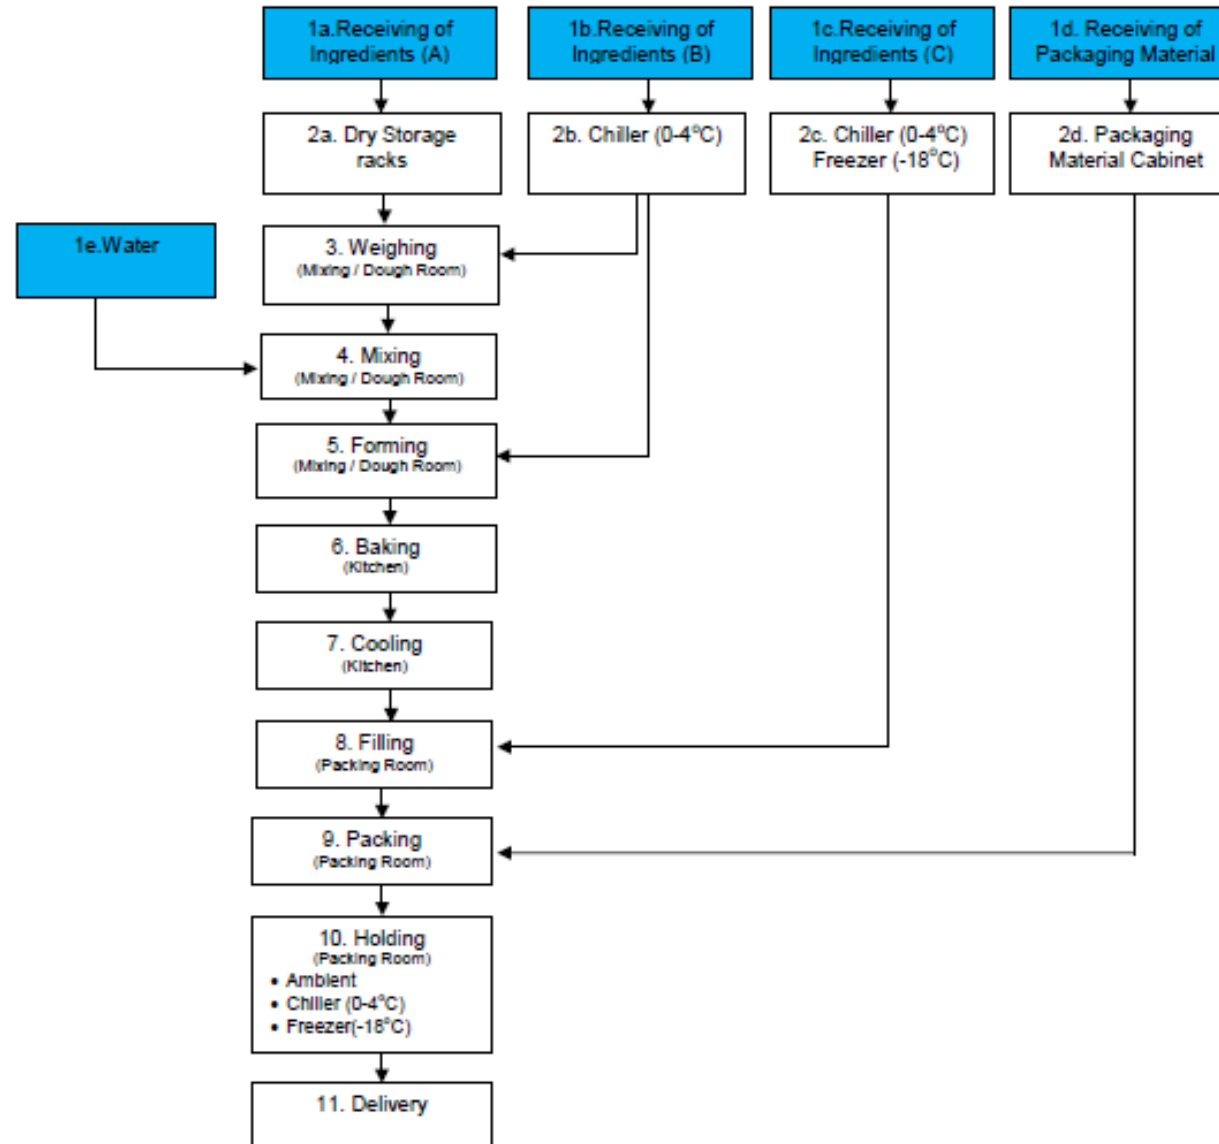 1a.Receiving of
Ingredients (A)
1b.Receiving of
Ingredients (B)
1c.Receiving of
Ingredients (C)
1d. Receiving of
Packaging Material
2a. Dry Storage
racks
2b. Chiller (0-4°C)
2c. Chiller (0-4°C)
Freezer (-18°C)
2d. Packaging
Material Cabinet
1e.Water
3. Weighing
(Mixing / Dough Room)
4. Mixing
(Mixing / Dough Room)
5. Forming
(Mixing / Dough Room)
6. Baking
(Kitchen)
7. Cooling
(Kitchen)
8. Filling
(Packing Room)
9. Packing
(Packing Room)
10. Holding
(Packing Room)
• Ambient
• Chiller (0-4°C)
• Freezer(-18°C)
11. Delivery